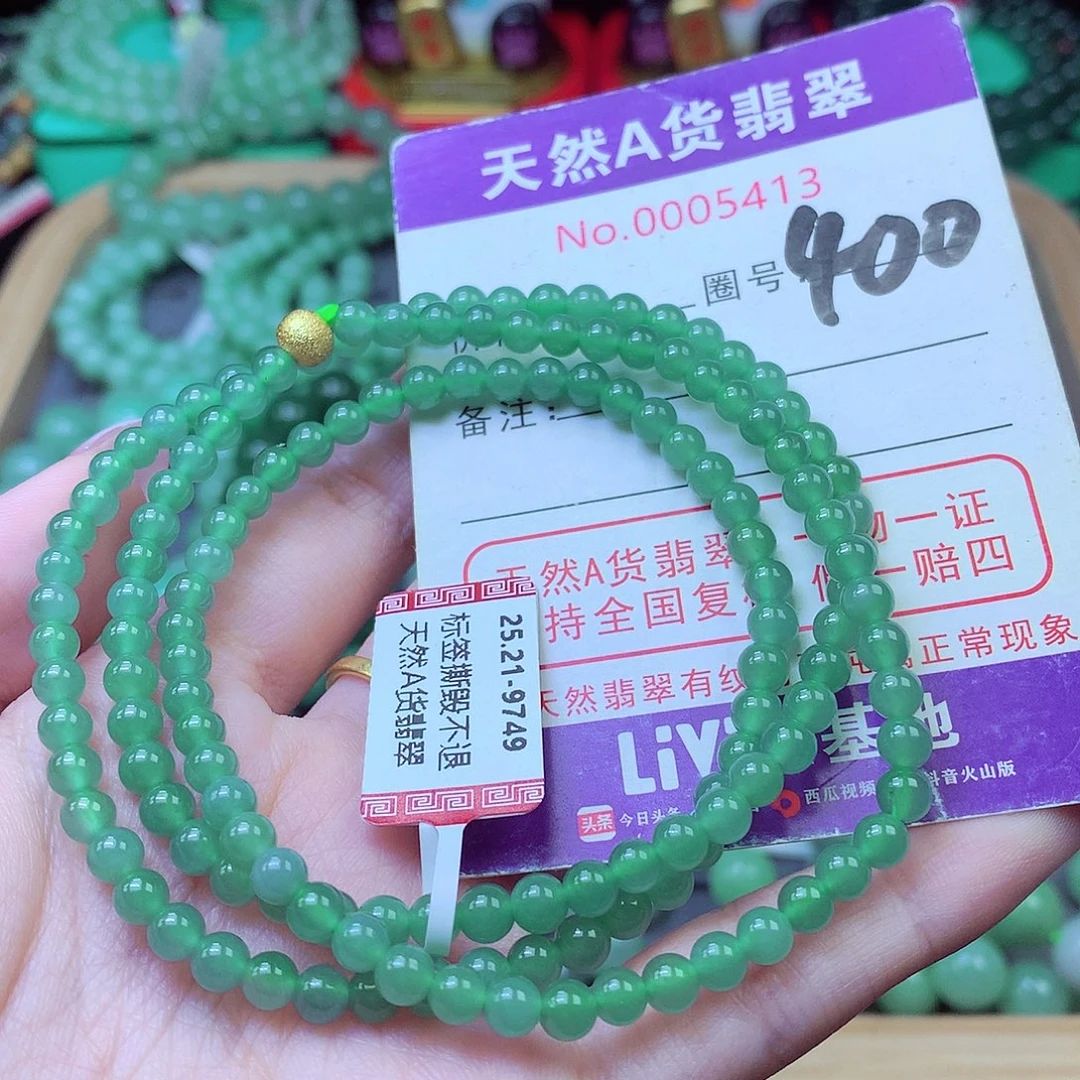 天然A货翡翠
No.0005413
圈号
400
备注：
天然A货翡翠
一赔四
持全国复
天然翡翠有纹
正常现象
基地
头条
今日头条
西瓜视频
抖音火山版
25.21-9749
标签撕毁不退
天然A货翡翠